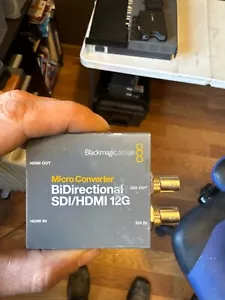 Blackmagicdesign
HDMI OUT
Micro Converter
BiDirectional
SDI OUT
SDI/HDMI 12G
HDMI IN
SDI IN